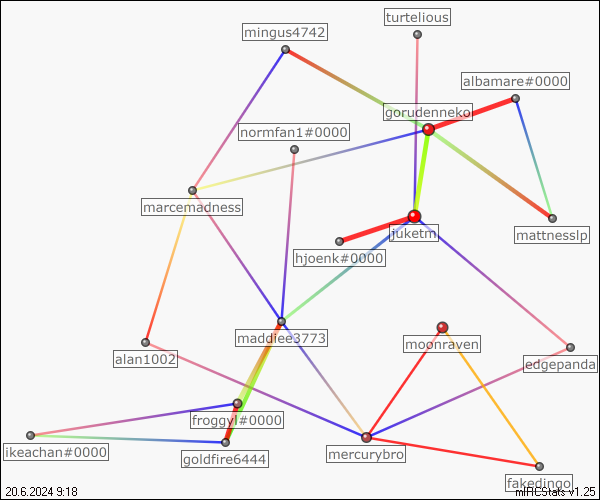 turtelious
mingus4742
albamare#0000
gorudenneko
normfan1#0000
marcemadness
juketm
mattnesslp
hjoenk#0000
maddiee3773
moonraven
alan1002
edgepanda
froggyl#0000
ikeachan#0000
mercurybro
goldfire6444
fakedingo
20.6.2024 9:18
mIRCStats v1.25